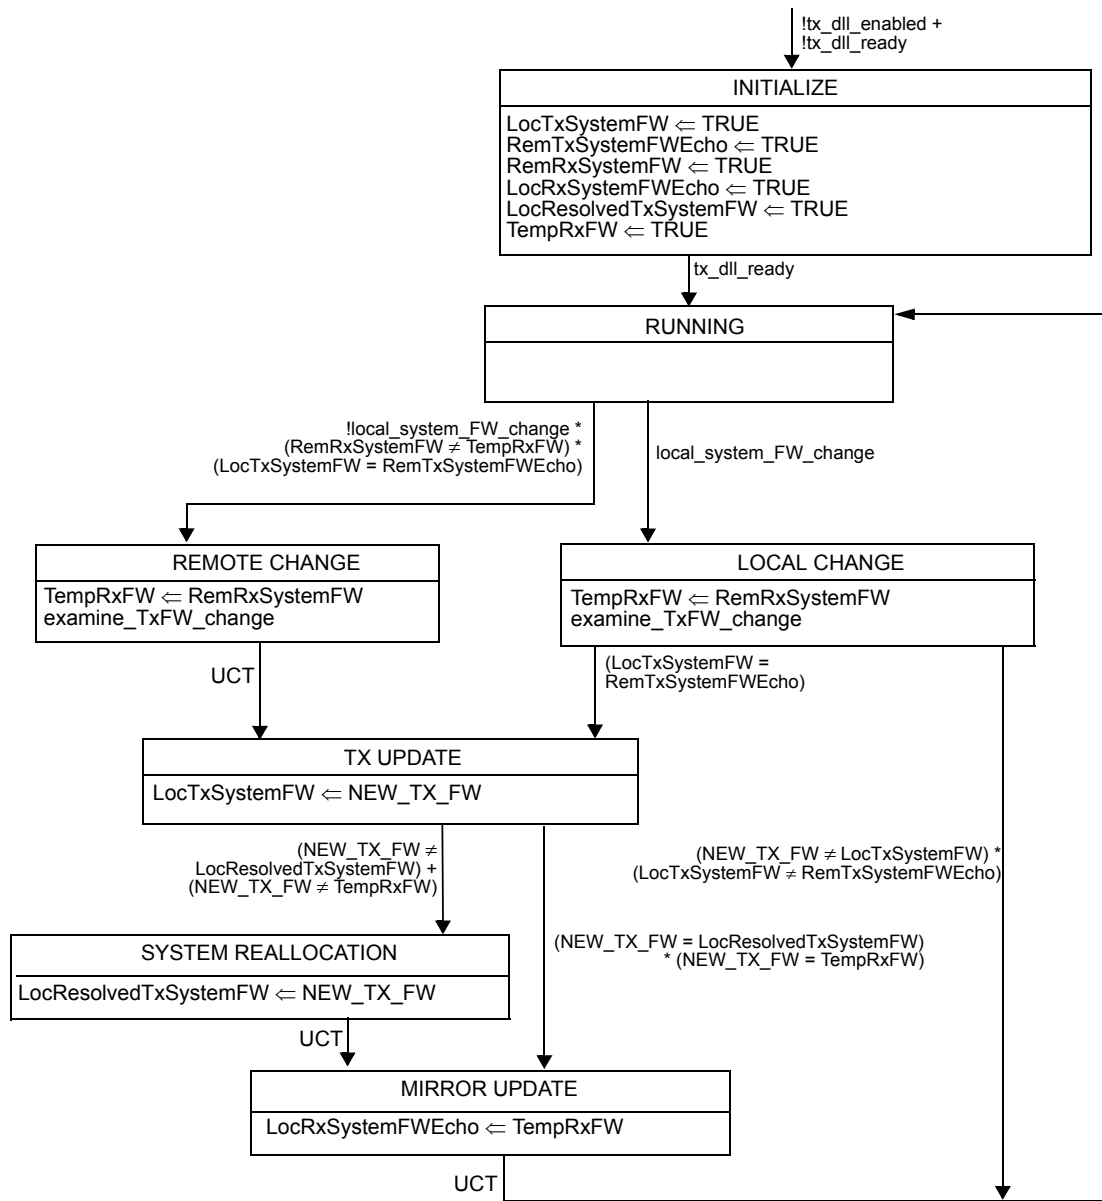 !tx_dll_enabled +
!tx_dll_ready
INITIALIZE
LocTxSystemFW ⇐ TRUE
RemTxSystemFWEcho ⇐ TRUE
RemRxSystemFW ⇐ TRUE
LocRxSystemFWEcho ⇐ TRUE
LocResolvedTxSystemFW ⇐ TRUE
TempRxFW ⇐ TRUE
tx_dll_ready
RUNNING
!local_system_FW_change *
(RemRxSystemFW ≠ TempRxFW) *
(LocTxSystemFW = RemTxSystemFWEcho)
local_system_FW_change
REMOTE CHANGE
TempRxFW ⇐ RemRxSystemFW
examine_TxFW_change
LOCAL CHANGE
TempRxFW ⇐ RemRxSystemFW
examine_TxFW_change
UCT
(LocTxSystemFW =
RemTxSystemFWEcho)
TX UPDATE
LocTxSystemFW ⇐ NEW_TX_FW
(NEW_TX_FW ≠
LocResolvedTxSystemFW) +
(NEW_TX_FW ≠ TempRxFW)
(NEW_TX_FW ≠ LocTxSystemFW) *
(LocTxSystemFW ≠ RemTxSystemFWEcho)
(NEW_TX_FW = LocResolvedTxSystemFW)
* (NEW_TX_FW = TempRxFW)
SYSTEM REALLOCATION
LocResolvedTxSystemFW ⇐ NEW_TX_FW
UCT
MIRROR UPDATE
LocRxSystemFWEcho ⇐ TempRxFW
UCT